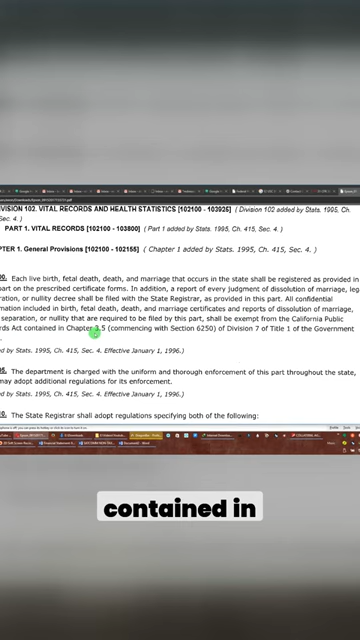 VISION 102. VITAL RECORDS AND HEALTH STATISTICS [102100 - 103925] ( Division 102 added by Stats. 1995, Ch.
Sec. 4. )
PART 1. VITAL RECORDS [102100 - 103800] ( Part 1 added by Stats. 1995, Ch. 415, Sec. 4. )
PTER 1. General Provisions [102100 - 102155] ( Chapter 1 added by Stats. 1995, Ch. 415, Sec. 4. )
00. Each live birth, fetal death, death, and marriage that occurs in the state shall be registered as provided in
part on the prescribed certificate forms. In addition, a report of every judgment of dissolution of marriage, lega
ration, or nullity decree shall be filed with the State Registrar, as provided in this part. All confidential
mation included in birth, fetal death, death, and marriage certificates and reports of dissolution of marriage,
separation, or nullity that are required to be filed by this part, shall be exempt from the California Public
rds Act contained in Chapter 3.5 (commencing with Section 6250) of Division 7 of Title 1 of the Government
ed by Stats. 1995, Ch. 415, Sec. 4. Effective January 1, 1996.)
05. The department is charged with the uniform and thorough enforcement of this part throughout the state,
may adopt additional regulations for its enforcement.
ed by Stats. 1995, Ch. 415, Sec. 4. Effective January 1, 1996.)
10. The State Registrar shall adopt regulations specifying both of the following:
contained in